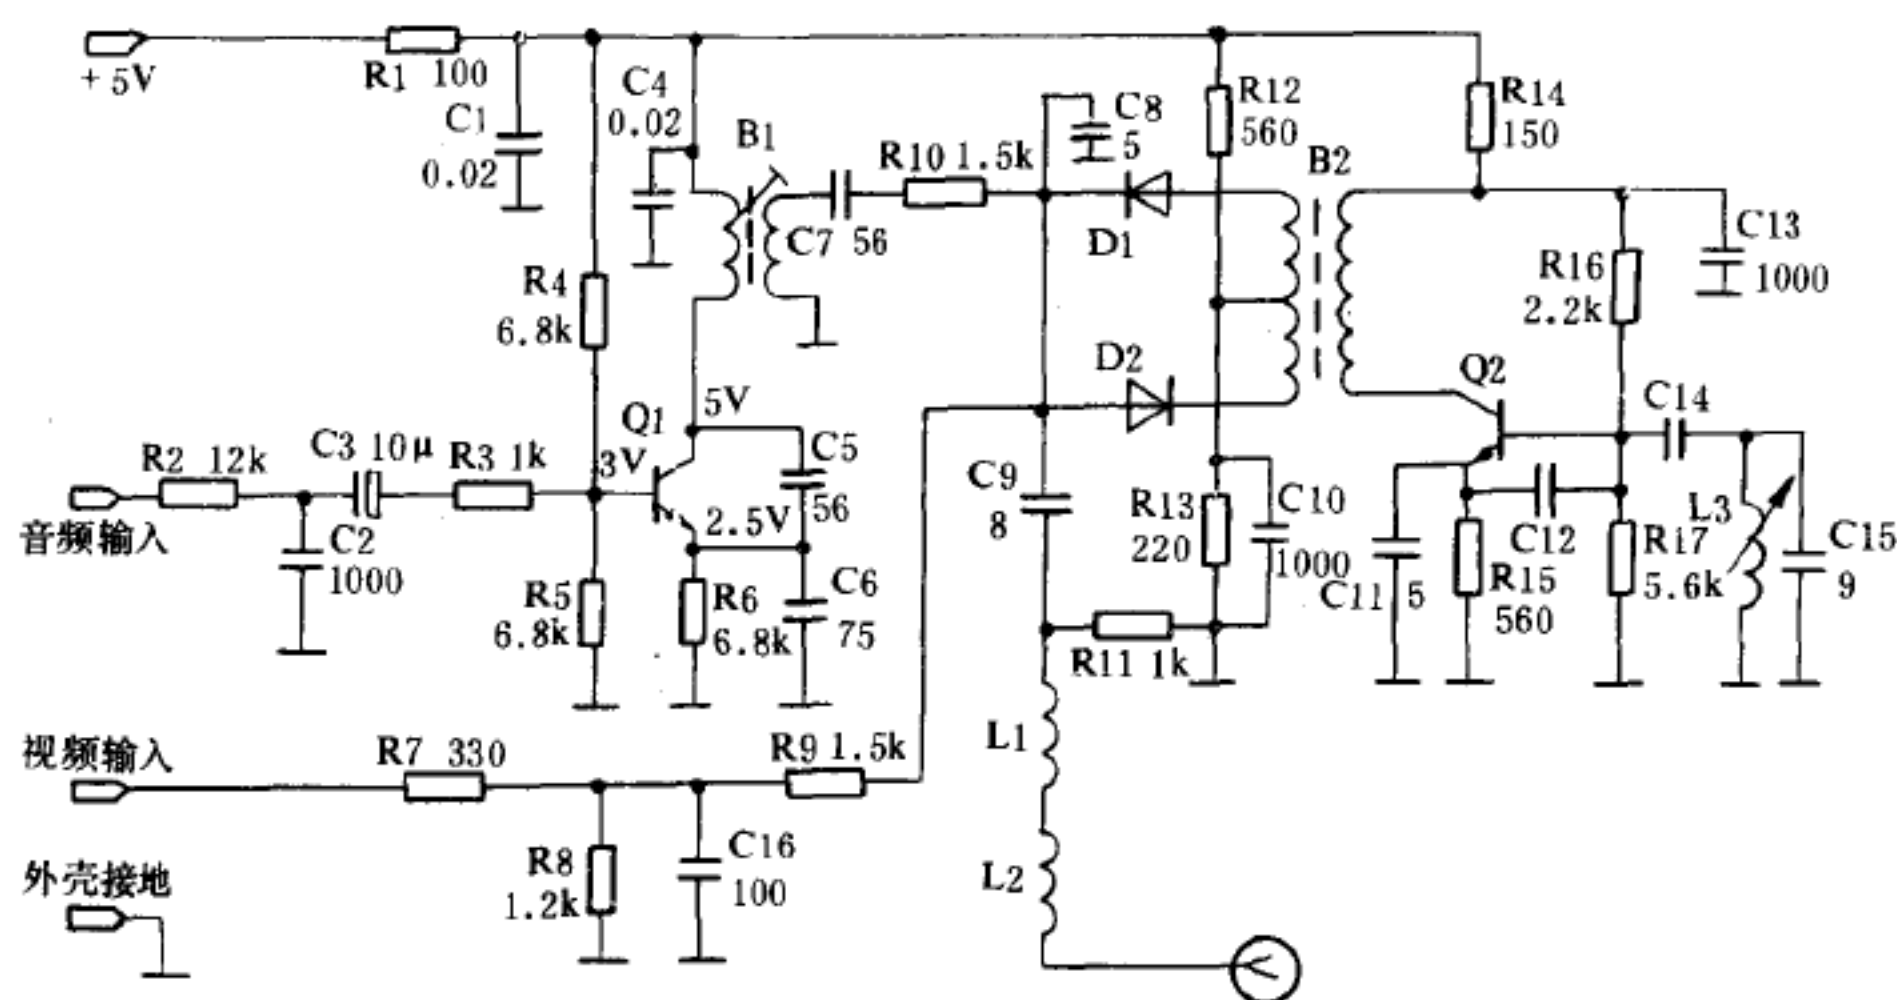 +5V
R1 100
C1
0.02
C4
0.02
B1
R10 1.5k
C8
5
R12
560
B2
R14
150
C7 56
D1
C13
1000
R16
2.2k
R4
6.8k
D2
Q2
C14
5V
Q1
3V
R2 12k
C3 10μ
R3 1k
C5
56
2.5V
音频输入
C2
1000
C9
8
R13
220
C10
1000
C12
Ri7
5.6k
L3
C15
9
C11 5
R15
560
R5
6.8k
R6
6.8k
C6
75
R11 1k
视频输入
R7 330
R9 1.5k
L1
外壳接地
R8
1.2k
C16
100
L2